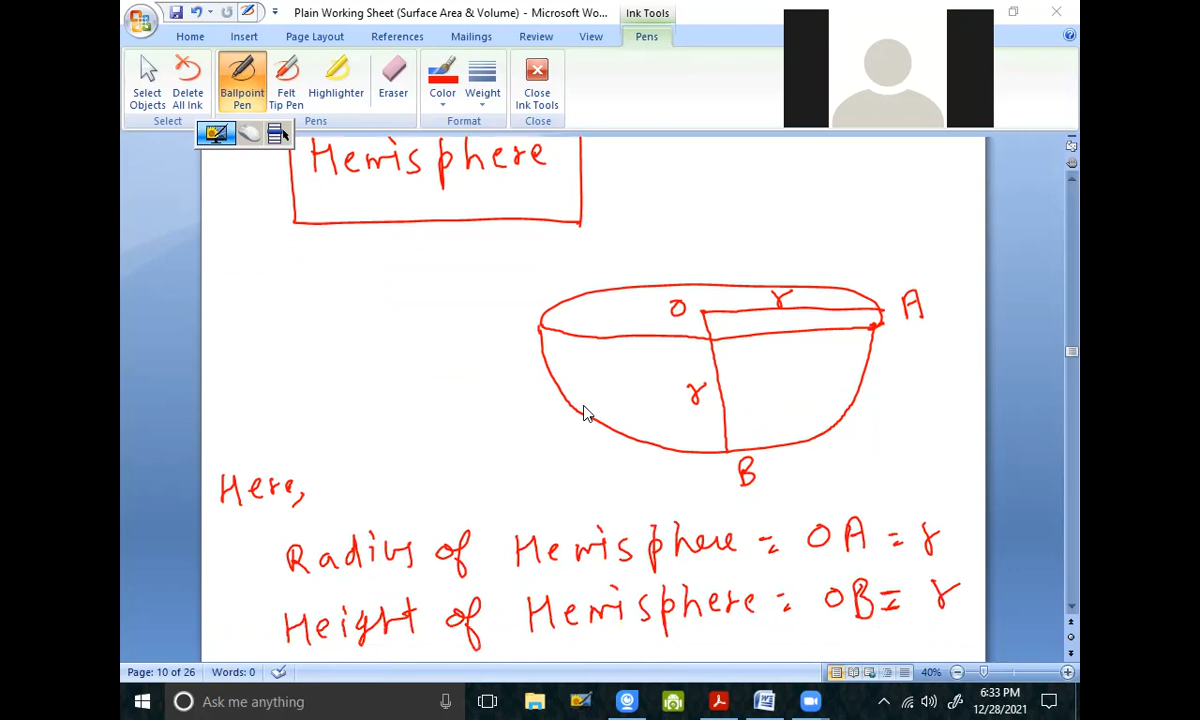 Plain Working Sheet (Surface Area & Volume) - Microsoft Wo...
Ink Tools
Home Insert Page Layout References Mailings Review View Pens
Select Objects
Delete All Ink
Ballpoint Pen
Felt Tip Pen
Highlighter
Eraser
Color
Weight
Close Ink Tools
Select Pens Format Close
Hemisphere
O r A
r
B
Here,
Radius of Hemisphere = OA = r
Height of Hemisphere = OB = r
Page: 10 of 26 Words: 0 40%
Ask me anything
6:33 PM
12/28/2021